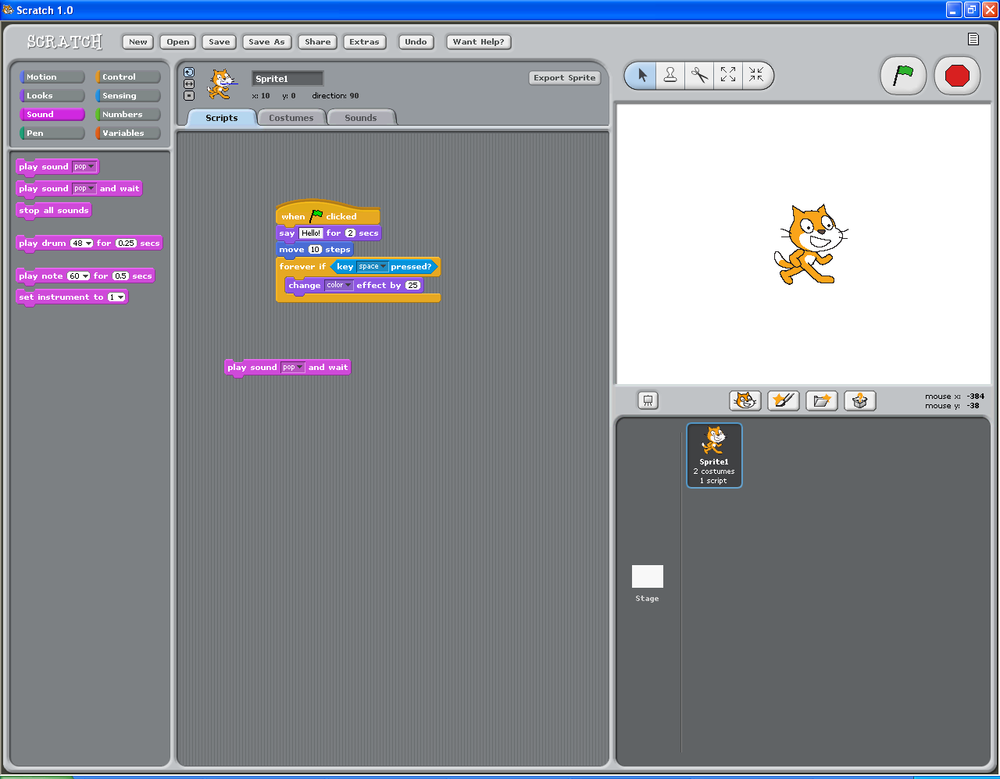 Scratch 1.0
SCRATCH
New Open Save Save As Share Extras Undo Want Help?
Motion Control
Looks Sensing
Sound Numbers
Pen Variables
Sprite1
x: 10 y: 0 direction: 90
Export Sprite
Scripts Costumes Sounds
play sound pop
play sound pop and wait
stop all sounds
play drum 48 for 0.25 secs
play note 60 for 0.5 secs
set instrument to 1
when clicked
say Hello! for 2 secs
move 10 steps
forever if key space pressed?
change color effect by 25
play sound pop and wait
mouse x: -384
mouse y: -38
Sprite1
2 costumes
1 script
Stage